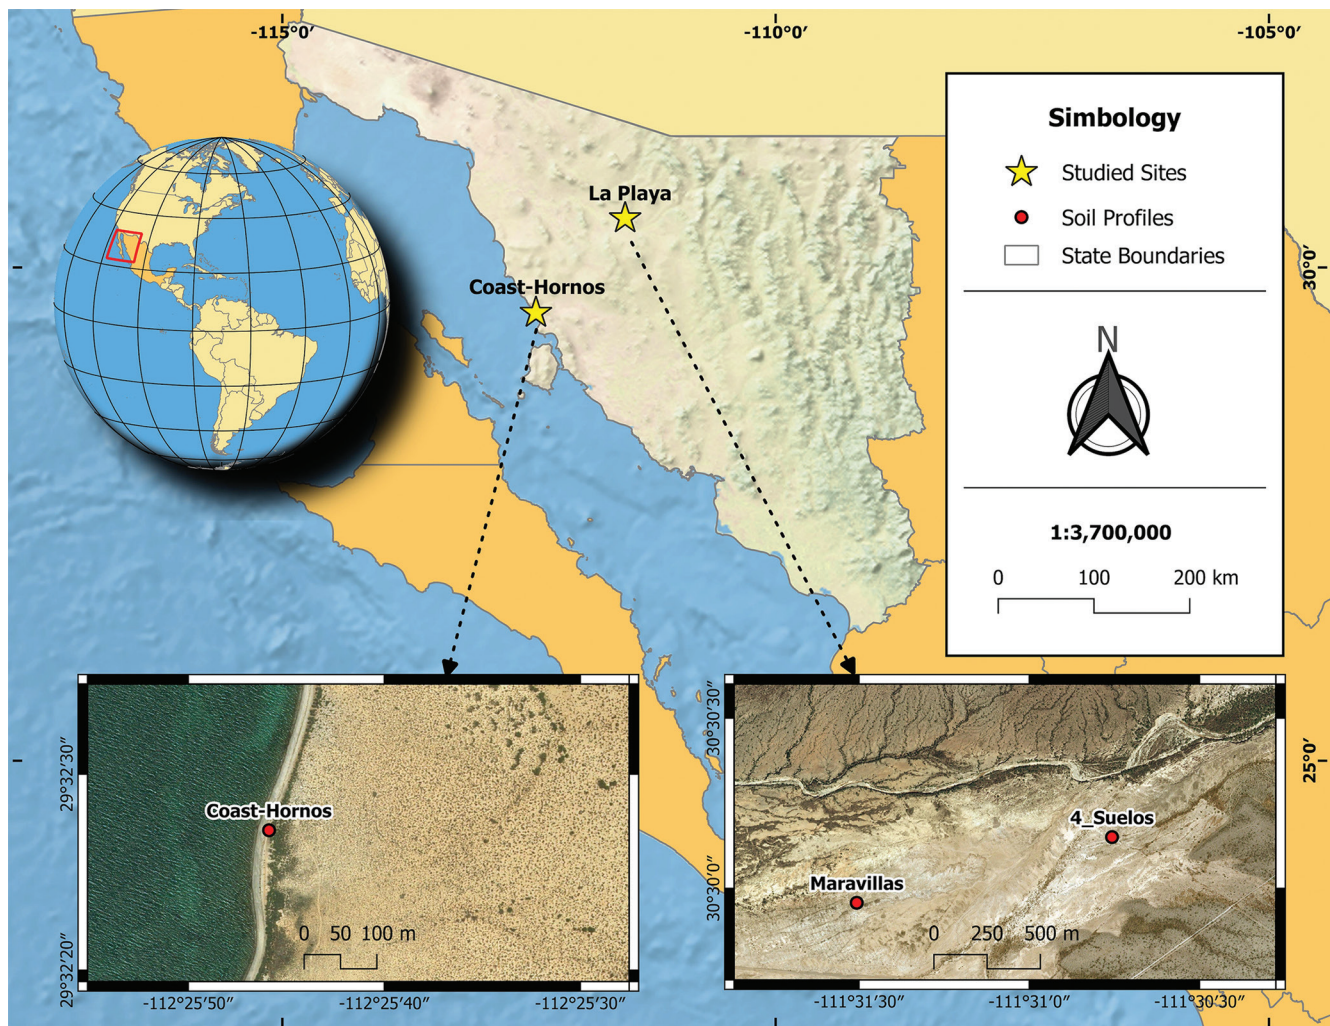 -115°0′
-110°0′
-105°0′
Simbology
Studied Sites
Soil Profiles
State Boundaries
La Playa
Coast-Hornos
30°0′
N
1:3,700,000
0 100 200 km
25°0′
29°32′30″
29°32′20″
Coast-Hornos
0 50 100 m
-112°25′50″
-112°25′40″
-112°25′30″
30°30′30″
30°30′0″
4_Suelos
Maravillas
0 250 500 m
-111°31′30″
-111°31′0″
-111°30′30″